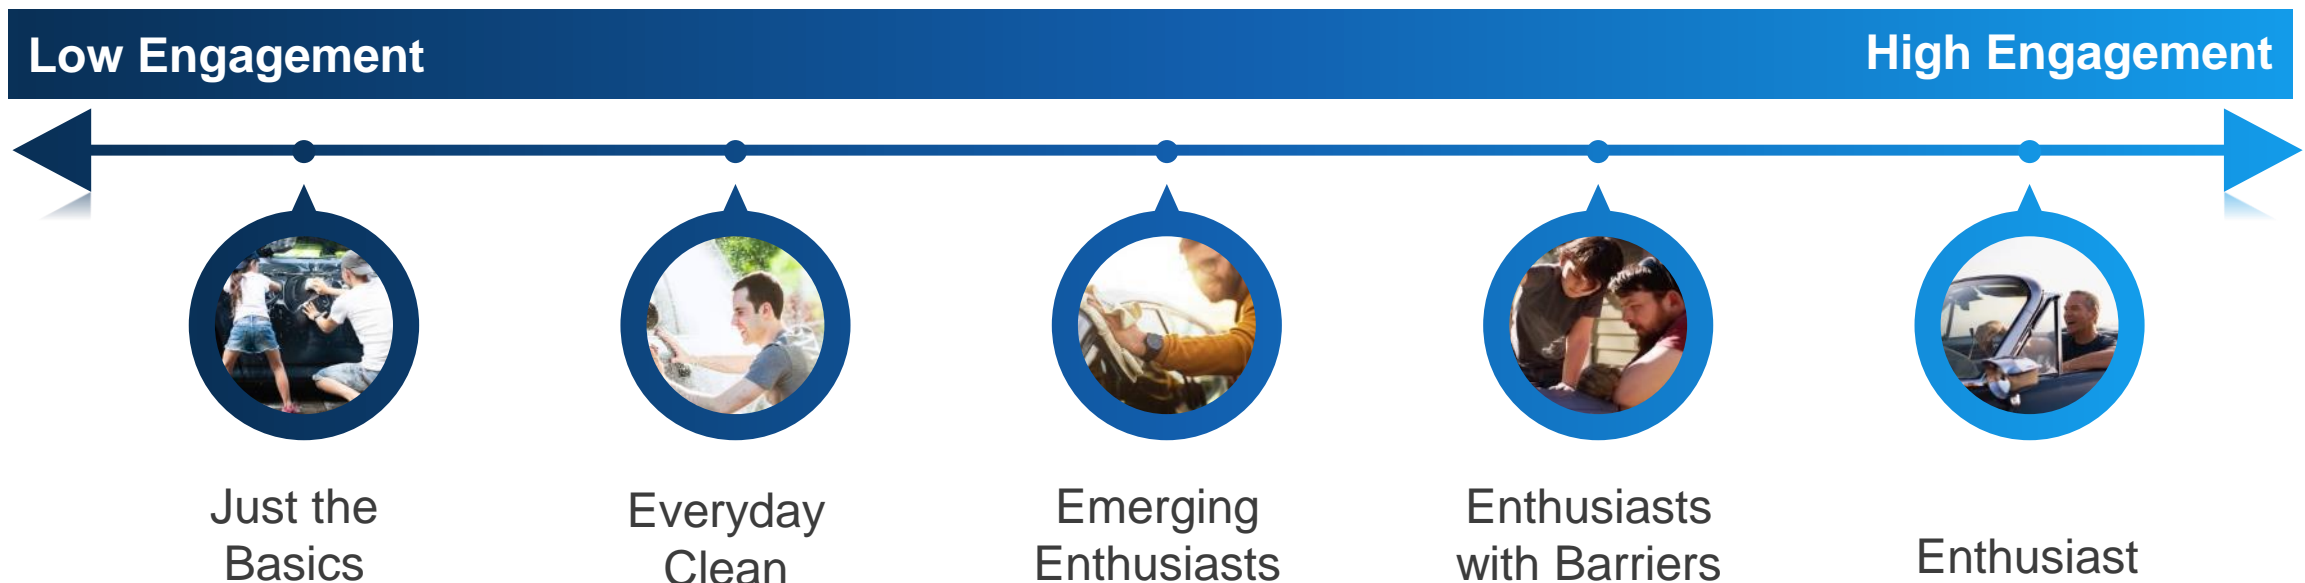 Low Engagement
High Engagement
Just the
Basics
Everyday
Clean
Emerging
Enthusiasts
Enthusiasts
with Barriers
Enthusiast